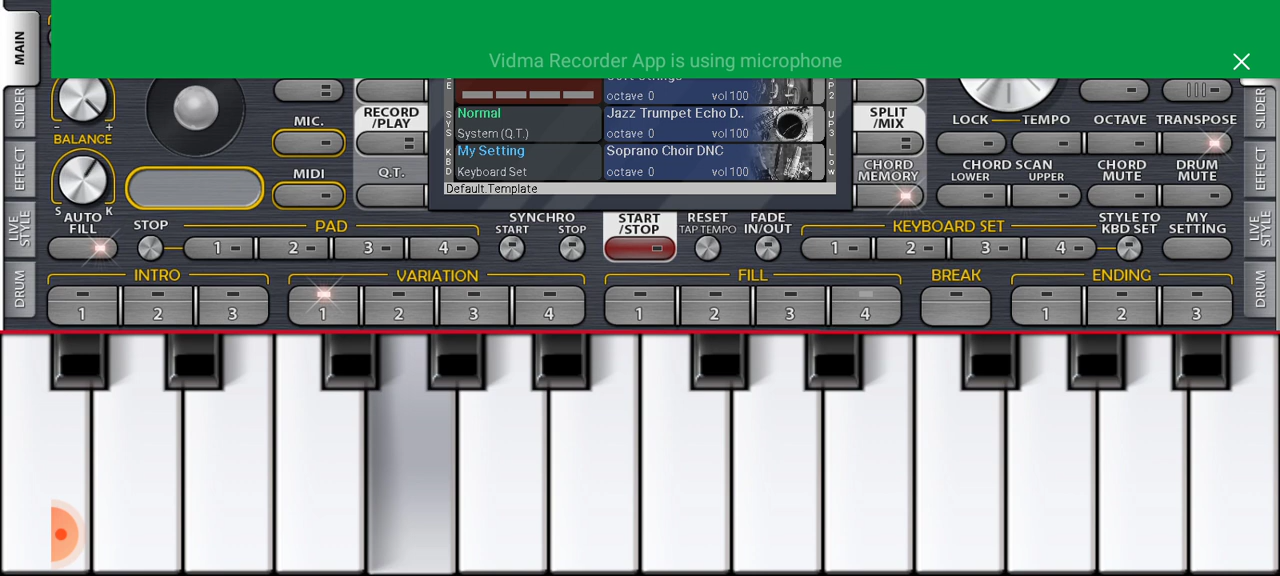 Vidma Recorder App is using microphone
MAIN
SLIDER
EFFECT
LIVE STYLE
DRUM
BALANCE
- +
S K
AUTO FILL
MIC.
MIDI
RECORD /PLAY
Q.T.
octave 0 vol 100
Normal
System (Q.T.)
Jazz Trumpet Echo D..
octave 0 vol 100
My Setting
Keyboard Set
Soprano Choir DNC
octave 0 vol 100
Default.Template
SYS
KBD
UP2
UP3
Low
SPLIT /MIX
CHORD MEMORY
LOCK TEMPO OCTAVE TRANSPOSE
CHORD SCAN
LOWER UPPER
CHORD MUTE
DRUM MUTE
SLIDER
EFFECT
LIVE STYLE
DRUM
STOP
PAD
1 2 3 4
SYNCHRO
START STOP
START /STOP
RESET
TAP TEMPO
FADE IN/OUT
KEYBOARD SET
1 2 3 4
STYLE TO KBD SET
MY SETTING
INTRO
1 2 3
VARIATION
1 2 3 4
FILL
1 2 3 4
BREAK
ENDING
1 2 3